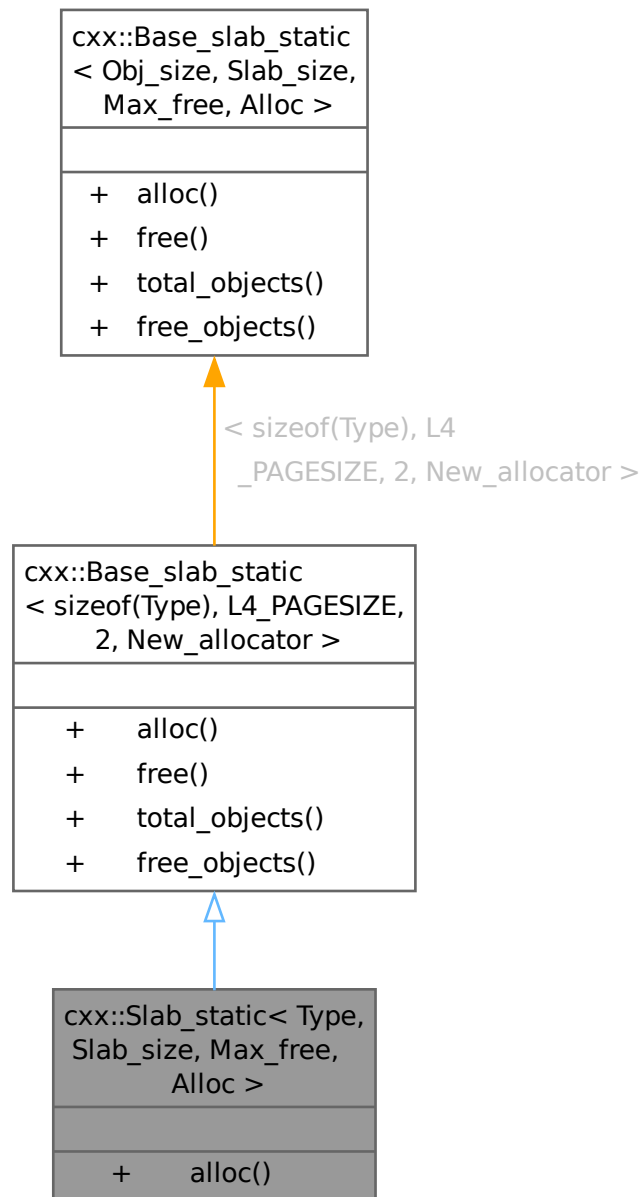 cxx::Base_slab_static
< Obj_size, Slab_size,
Max_free, Alloc >
+ alloc()
+ free()
+ total_objects()
+ free_objects()
< sizeof(Type), L4
_PAGESIZE, 2, New_allocator >
cxx::Base_slab_static
< sizeof(Type), L4_PAGESIZE,
2, New_allocator >
+ alloc()
+ free()
+ total_objects()
+ free_objects()
cxx::Slab_static< Type,
Slab_size, Max_free,
Alloc >
+ alloc()